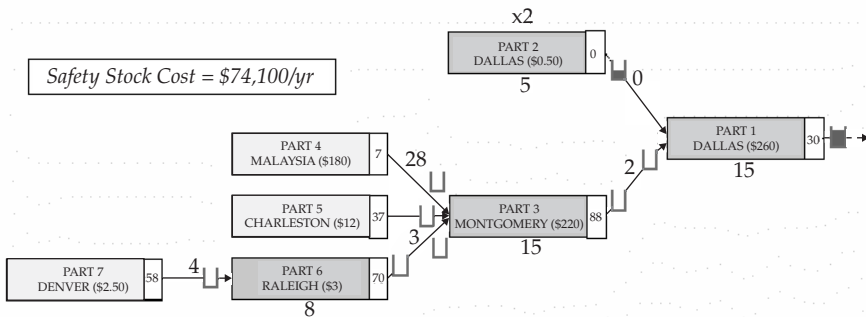 x2
PART 2
DALLAS ($0.50)
0
5
0
Safety Stock Cost = $74,100/yr
PART 1
DALLAS ($260)
30
15
PART 4
MALAYSIA ($180)
7
28
2
PART 5
CHARLESTON ($12)
37
PART 3
MONTGOMERY ($220)
88
15
3
PART 7
DENVER ($2.50)
58
4
PART 6
RALEIGH ($3)
70
8